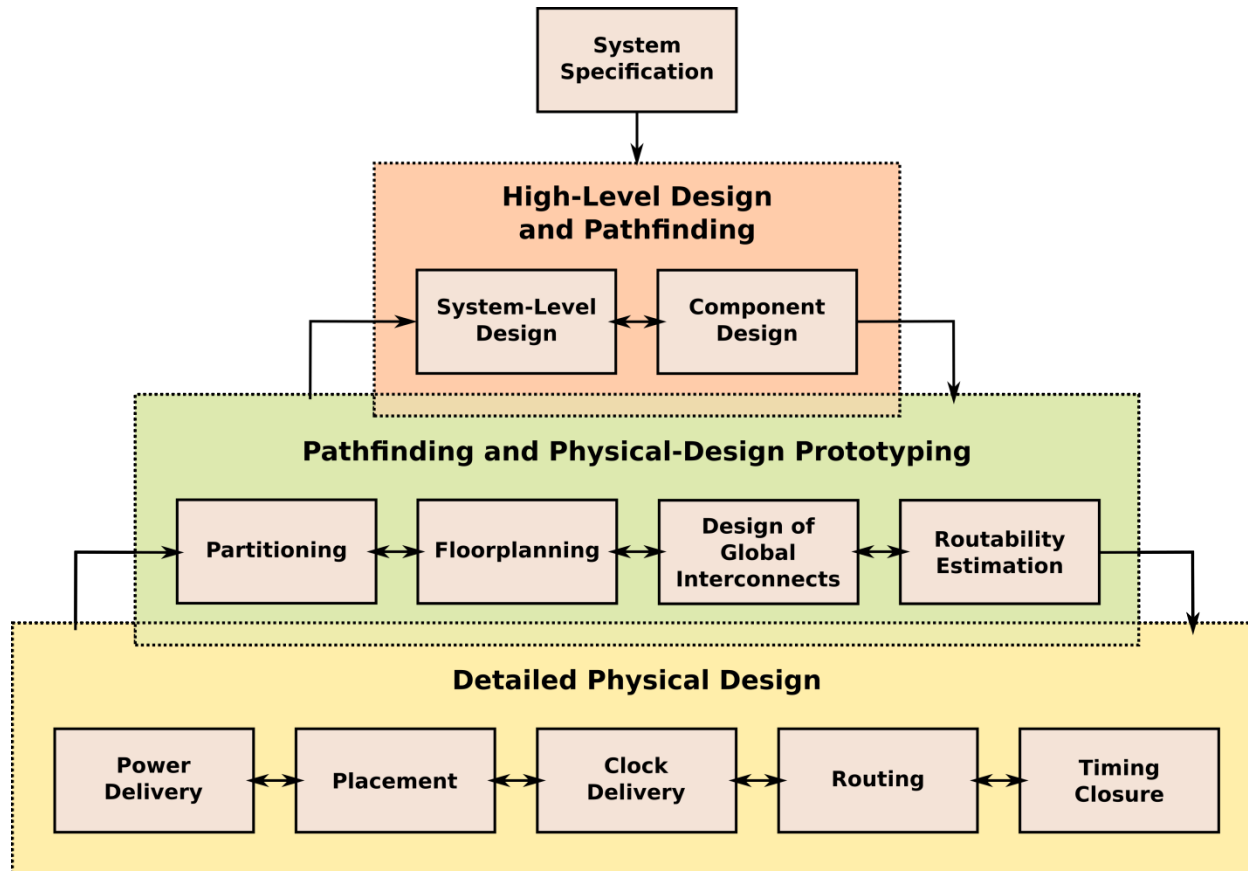 System
Specification
High-Level Design
and Pathfinding
System-Level
Design
Component
Design
Pathfinding and Physical-Design Prototyping
Partitioning
Floorplanning
Design of
Global
Interconnects
Routability
Estimation
Detailed Physical Design
Power
Delivery
Placement
Clock
Delivery
Routing
Timing
Closure